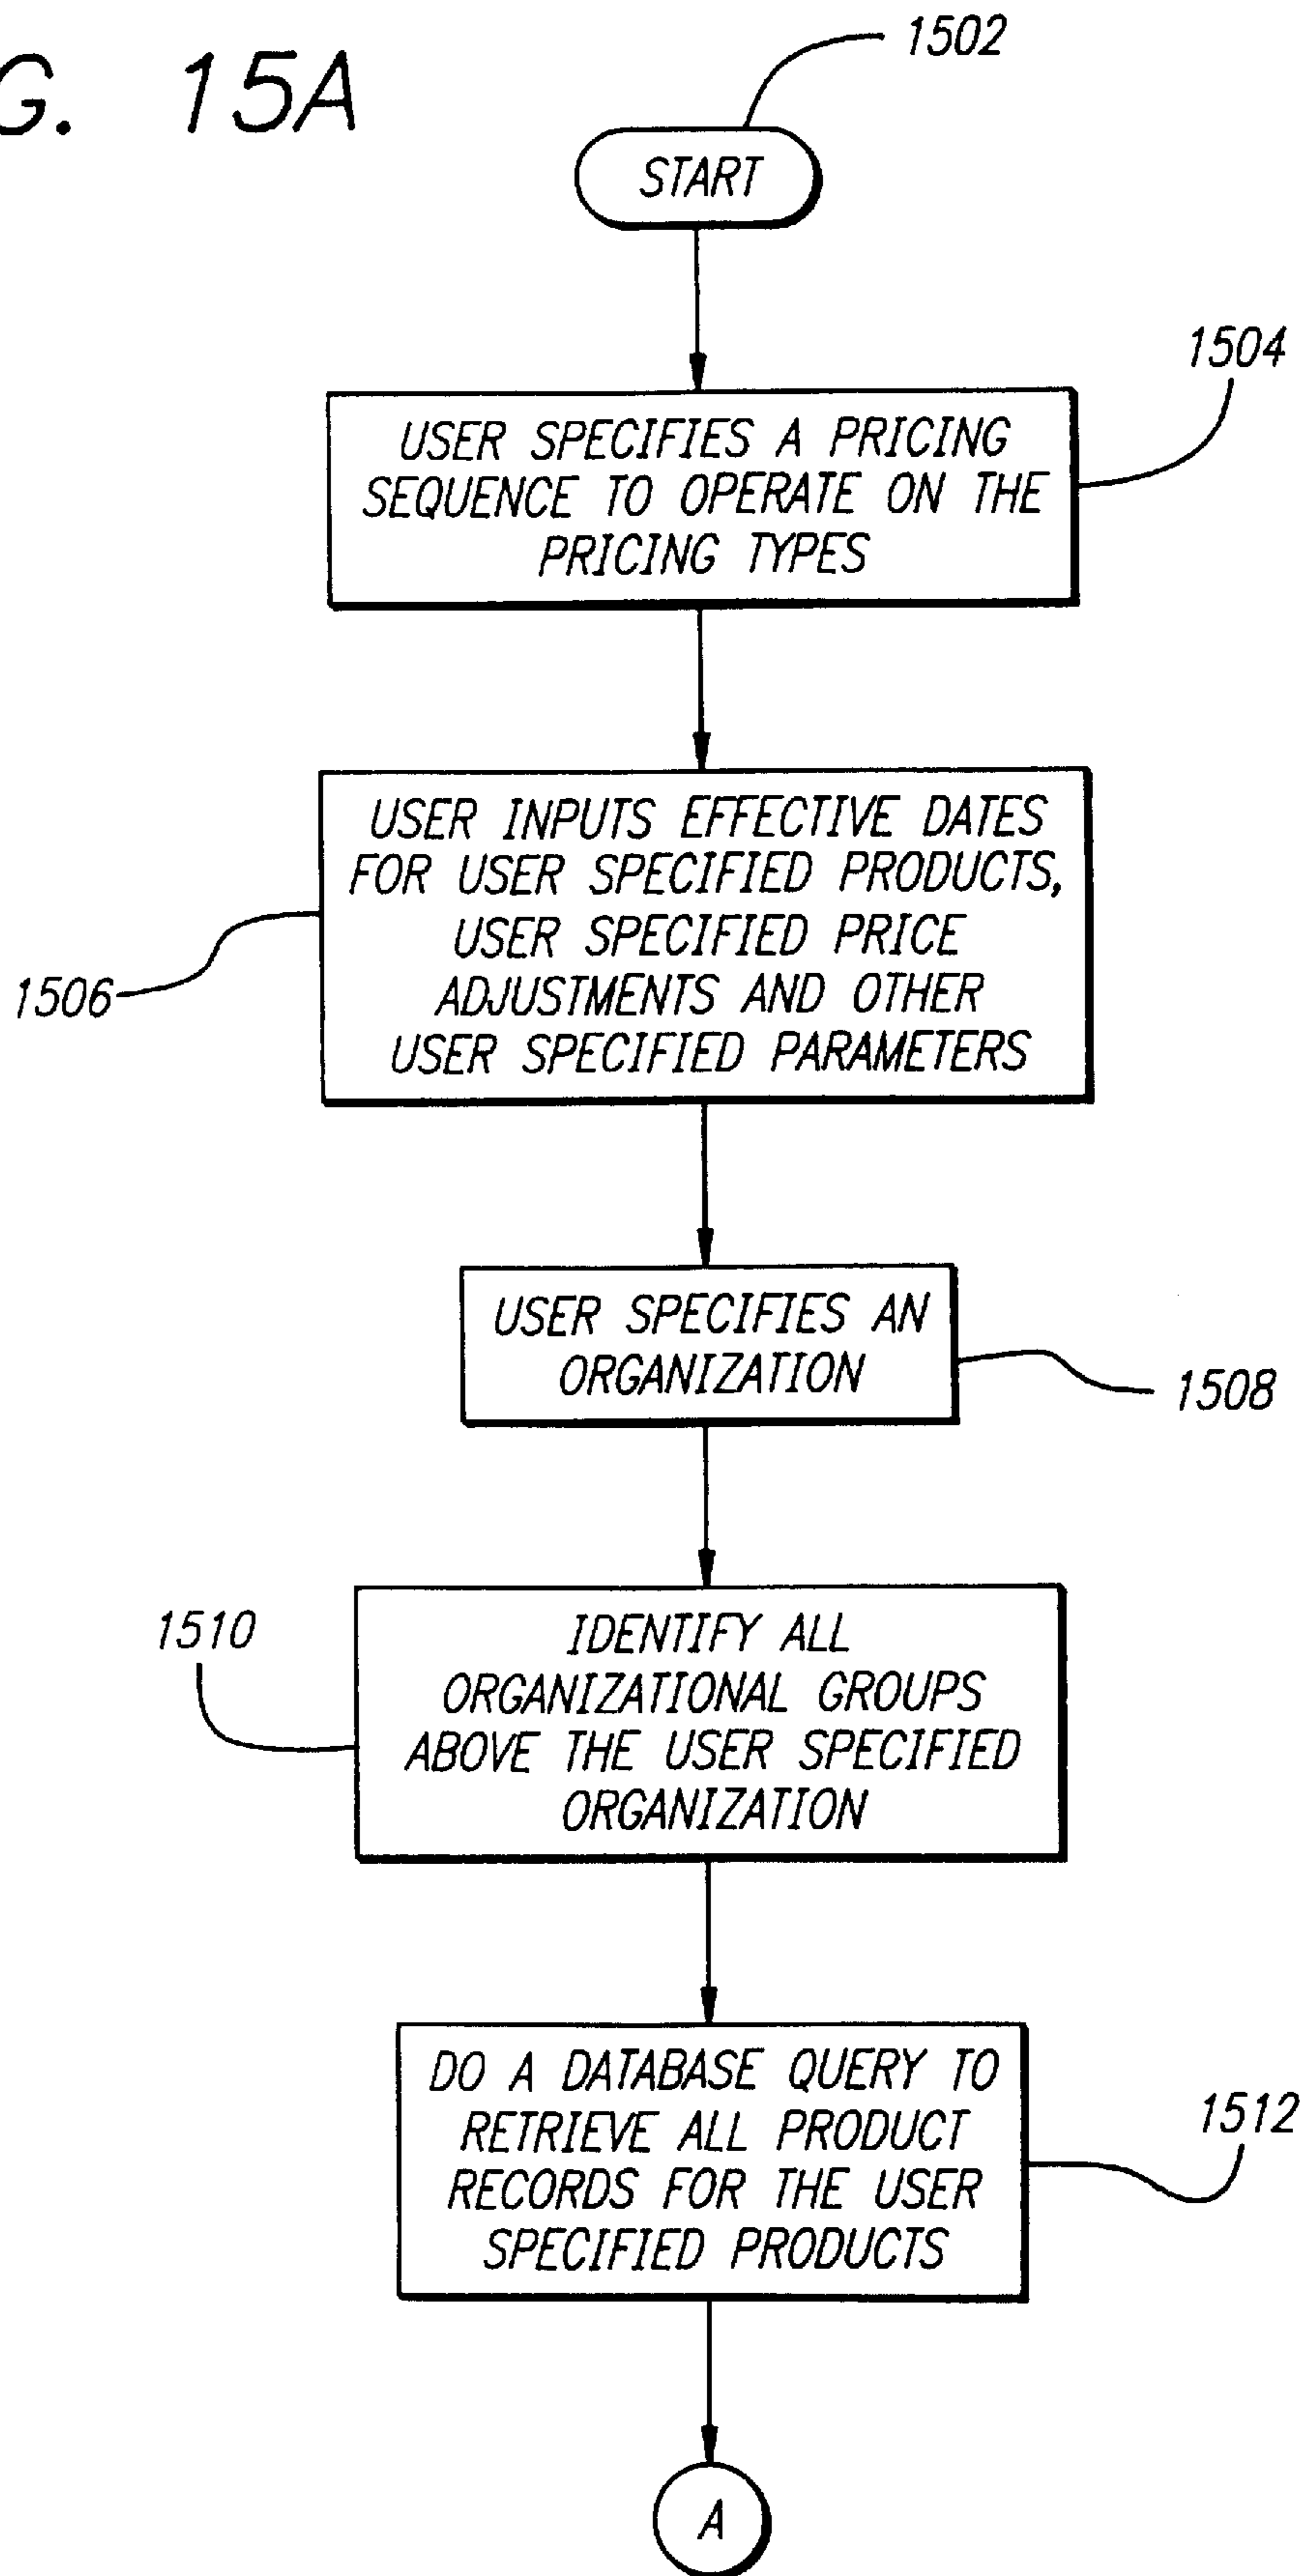 G. 15A
1502
START
1504
USER SPECIFIES A PRICING
SEQUENCE TO OPERATE ON THE
PRICING TYPES
USER INPUTS EFFECTIVE DATES
FOR USER SPECIFIED PRODUCTS,
USER SPECIFIED PRICE
ADJUSTMENTS AND OTHER
USER SPECIFIED PARAMETERS
1506
USER SPECIFIES AN
ORGANIZATION
1508
1510
IDENTIFY ALL
ORGANIZATIONAL GROUPS
ABOVE THE USER SPECIFIED
ORGANIZATION
DO A DATABASE QUERY TO
RETRIEVE ALL PRODUCT
RECORDS FOR THE USER
SPECIFIED PRODUCTS
1512
A